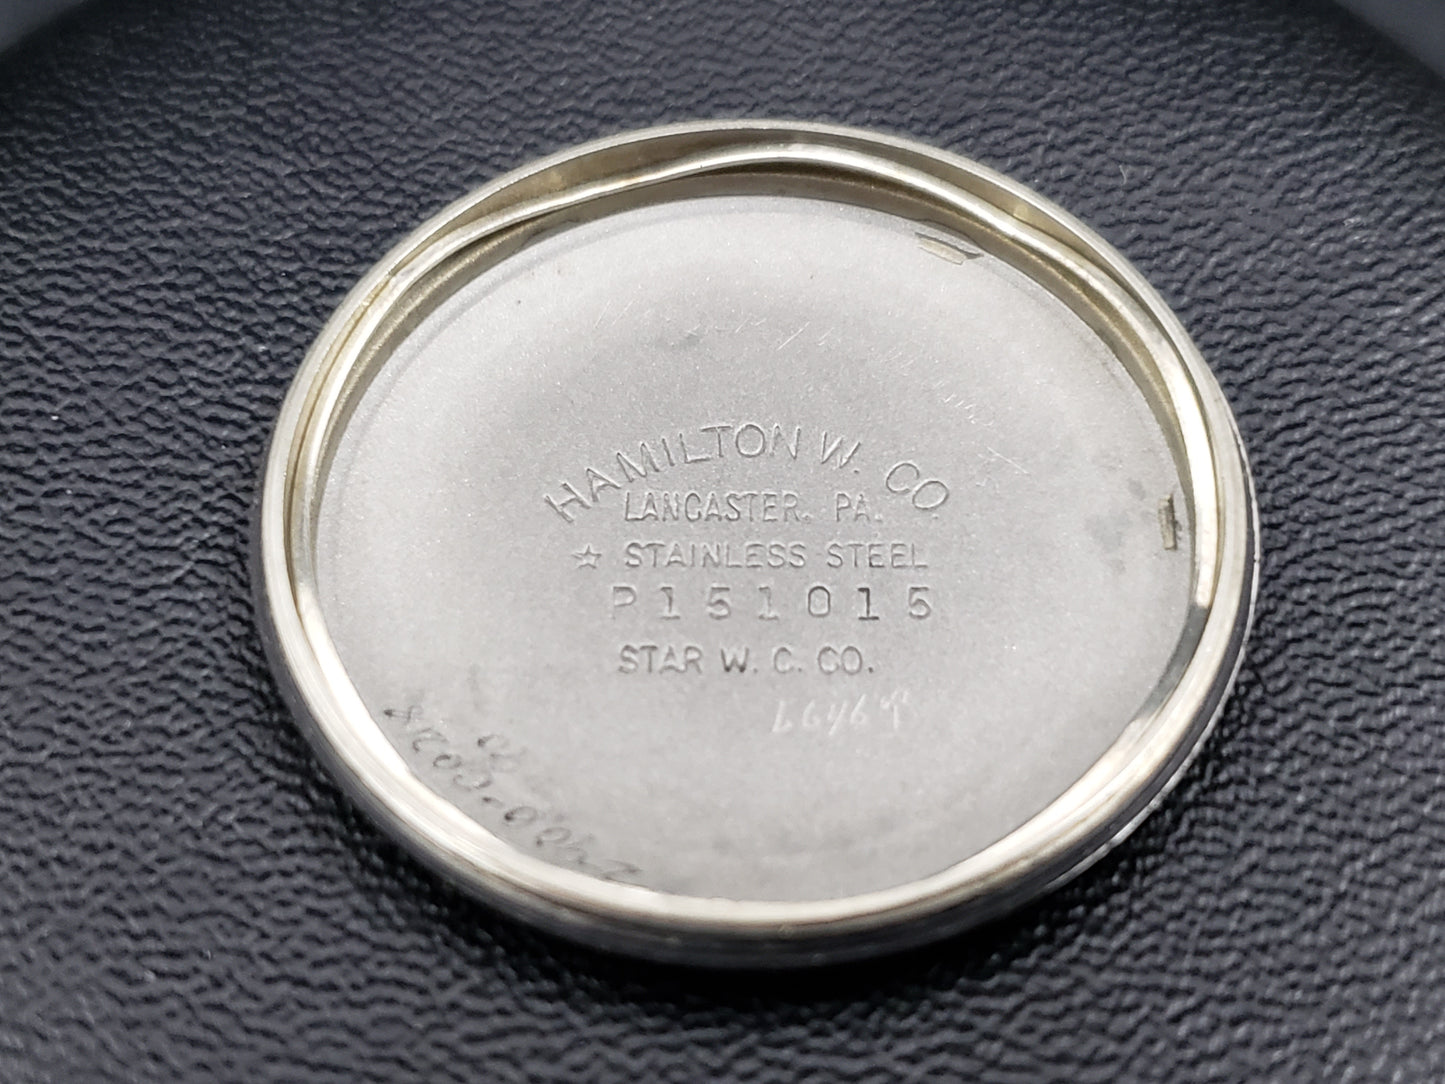 HAMILTON W. CO.
LANCASTER, PA.
☆ STAINLESS STEEL
P151015
STAR W. C. CO.